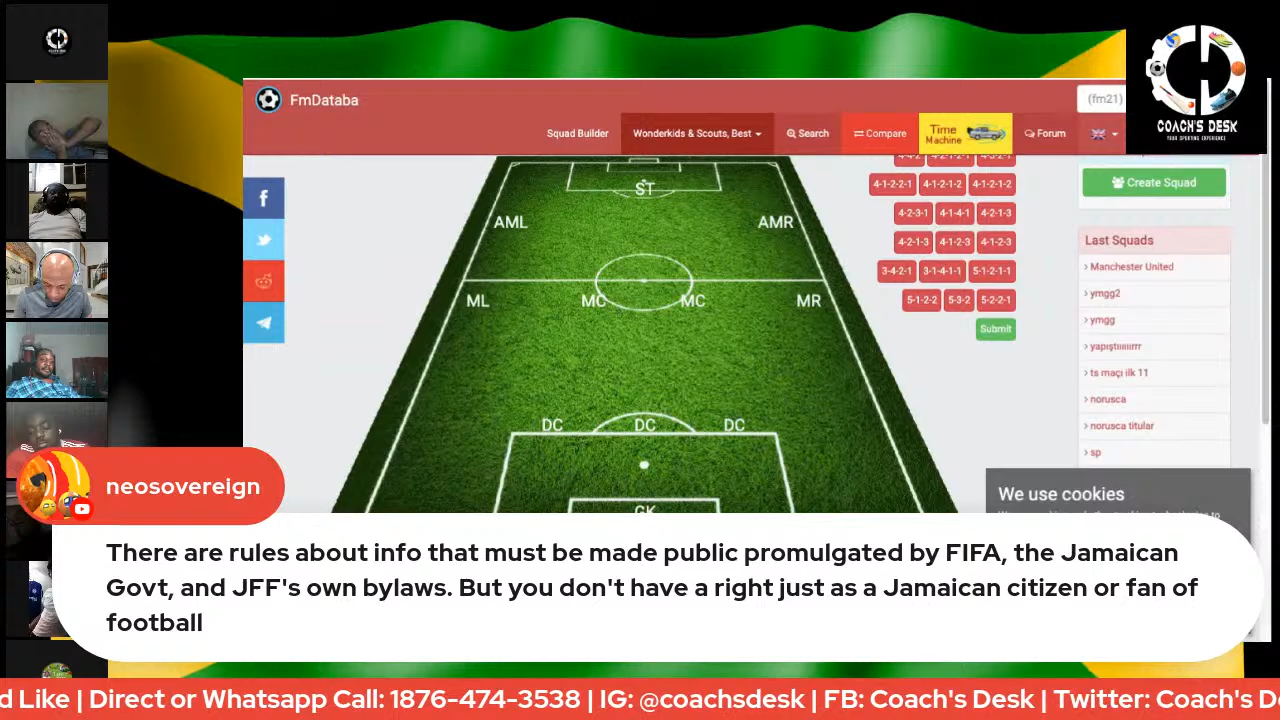 FmDataba
(fm21)
Squad Builder
Wonderkids & Scouts, Best
Search
Compare
Time
Machine
Forum
COACH'S DESK
YOUR SPORTING EXPERIENCE
f
ST
AML
AMR
ML
MC
MC
MR
DC
DC
DC
GK
4-1-2-2-1
4-1-2-1-2
4-1-2-1-2
4-2-3-1
4-1-4-1
4-2-1-3
4-2-1-3
4-1-2-3
4-1-2-3
3-4-2-1
3-1-4-1-1
5-1-2-1-1
5-1-2-2
5-3-2
5-2-2-1
Submit
Create Squad
Last Squads
Manchester United
ymgg2
ymgg
ts maçı ilk 11
norusca
norusca titular
sp
We use cookies
neosovereign
There are rules about info that must be made public promulgated by FIFA, the Jamaican
Govt, and JFF's own bylaws. But you don't have a right just as a Jamaican citizen or fan of
football
d Like | Direct or Whatsapp Call: 1876-474-3538 | IG: @coachsdesk | FB: Coach's Desk | Twitter: Coach's De